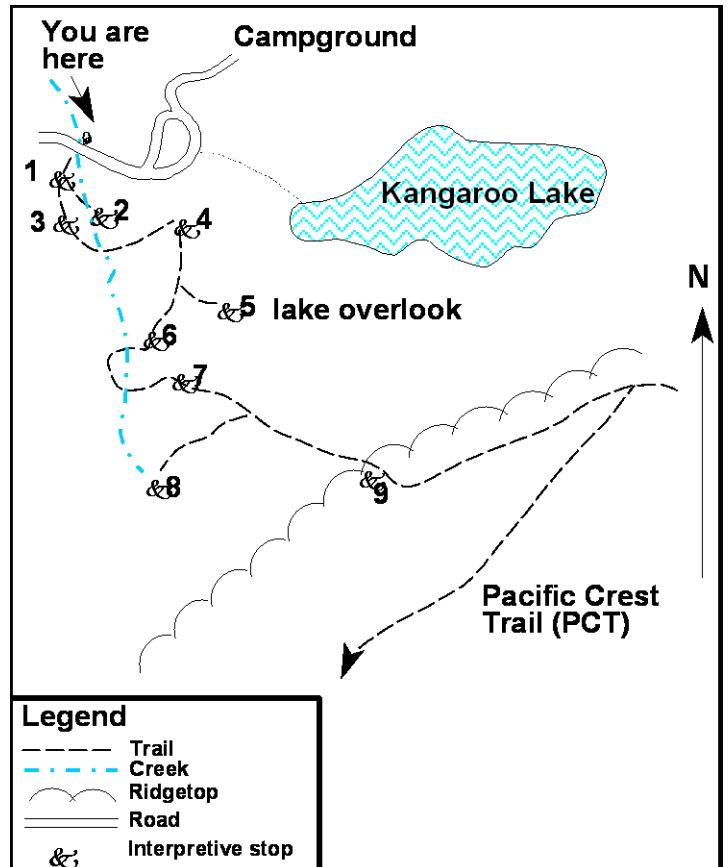 You are
here
Campground
Kangaroo Lake
1
2
3
4
5 lake overlook
6
7
8
9
N
Pacific Crest
Trail (PCT)
Legend
Trail
Creek
Ridgetop
Road
Interpretive stop